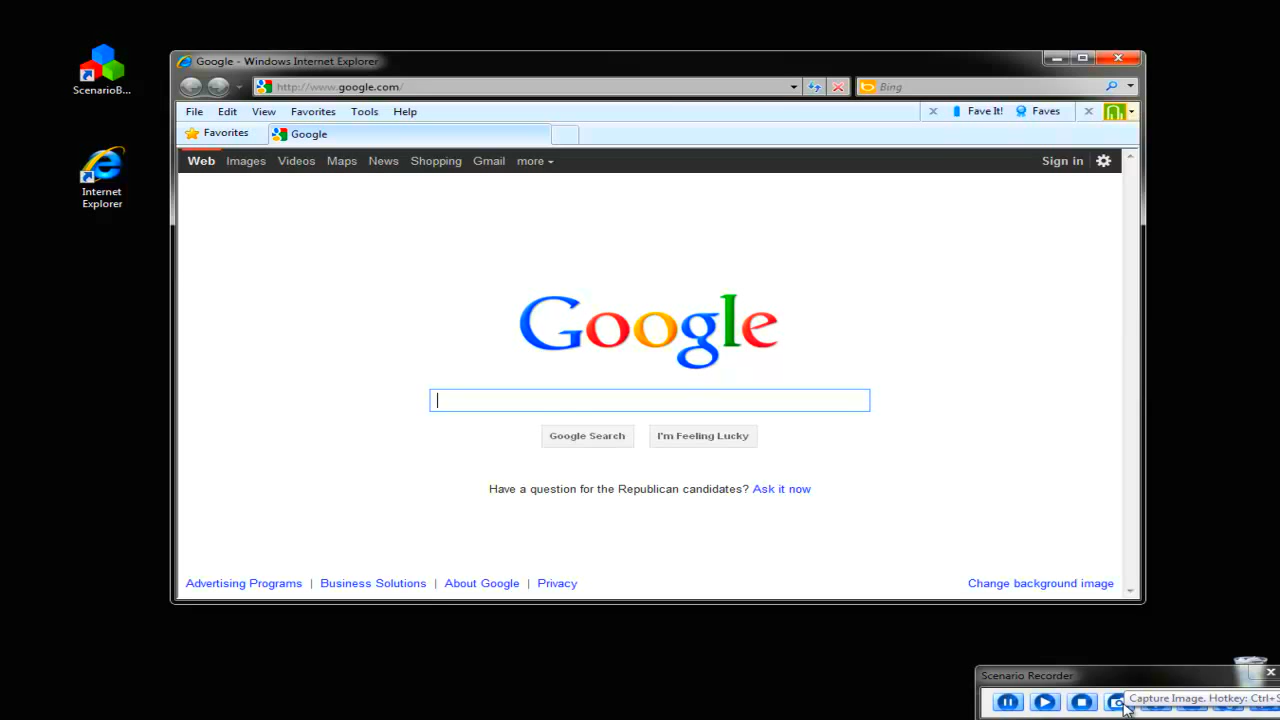 ScenarioB...
Internet
Explorer
Google - Windows Internet Explorer
http://www.google.com/
Bing
File Edit View Favorites Tools Help
Fave It! Faves
Favorites Google
Web Images Videos Maps News Shopping Gmail more Sign in
Google
Google Search I'm Feeling Lucky
Have a question for the Republican candidates? Ask it now
Advertising Programs | Business Solutions | About Google | Privacy Change background image
Scenario Recorder
Capture Image. Hotkey: Ctrl+S